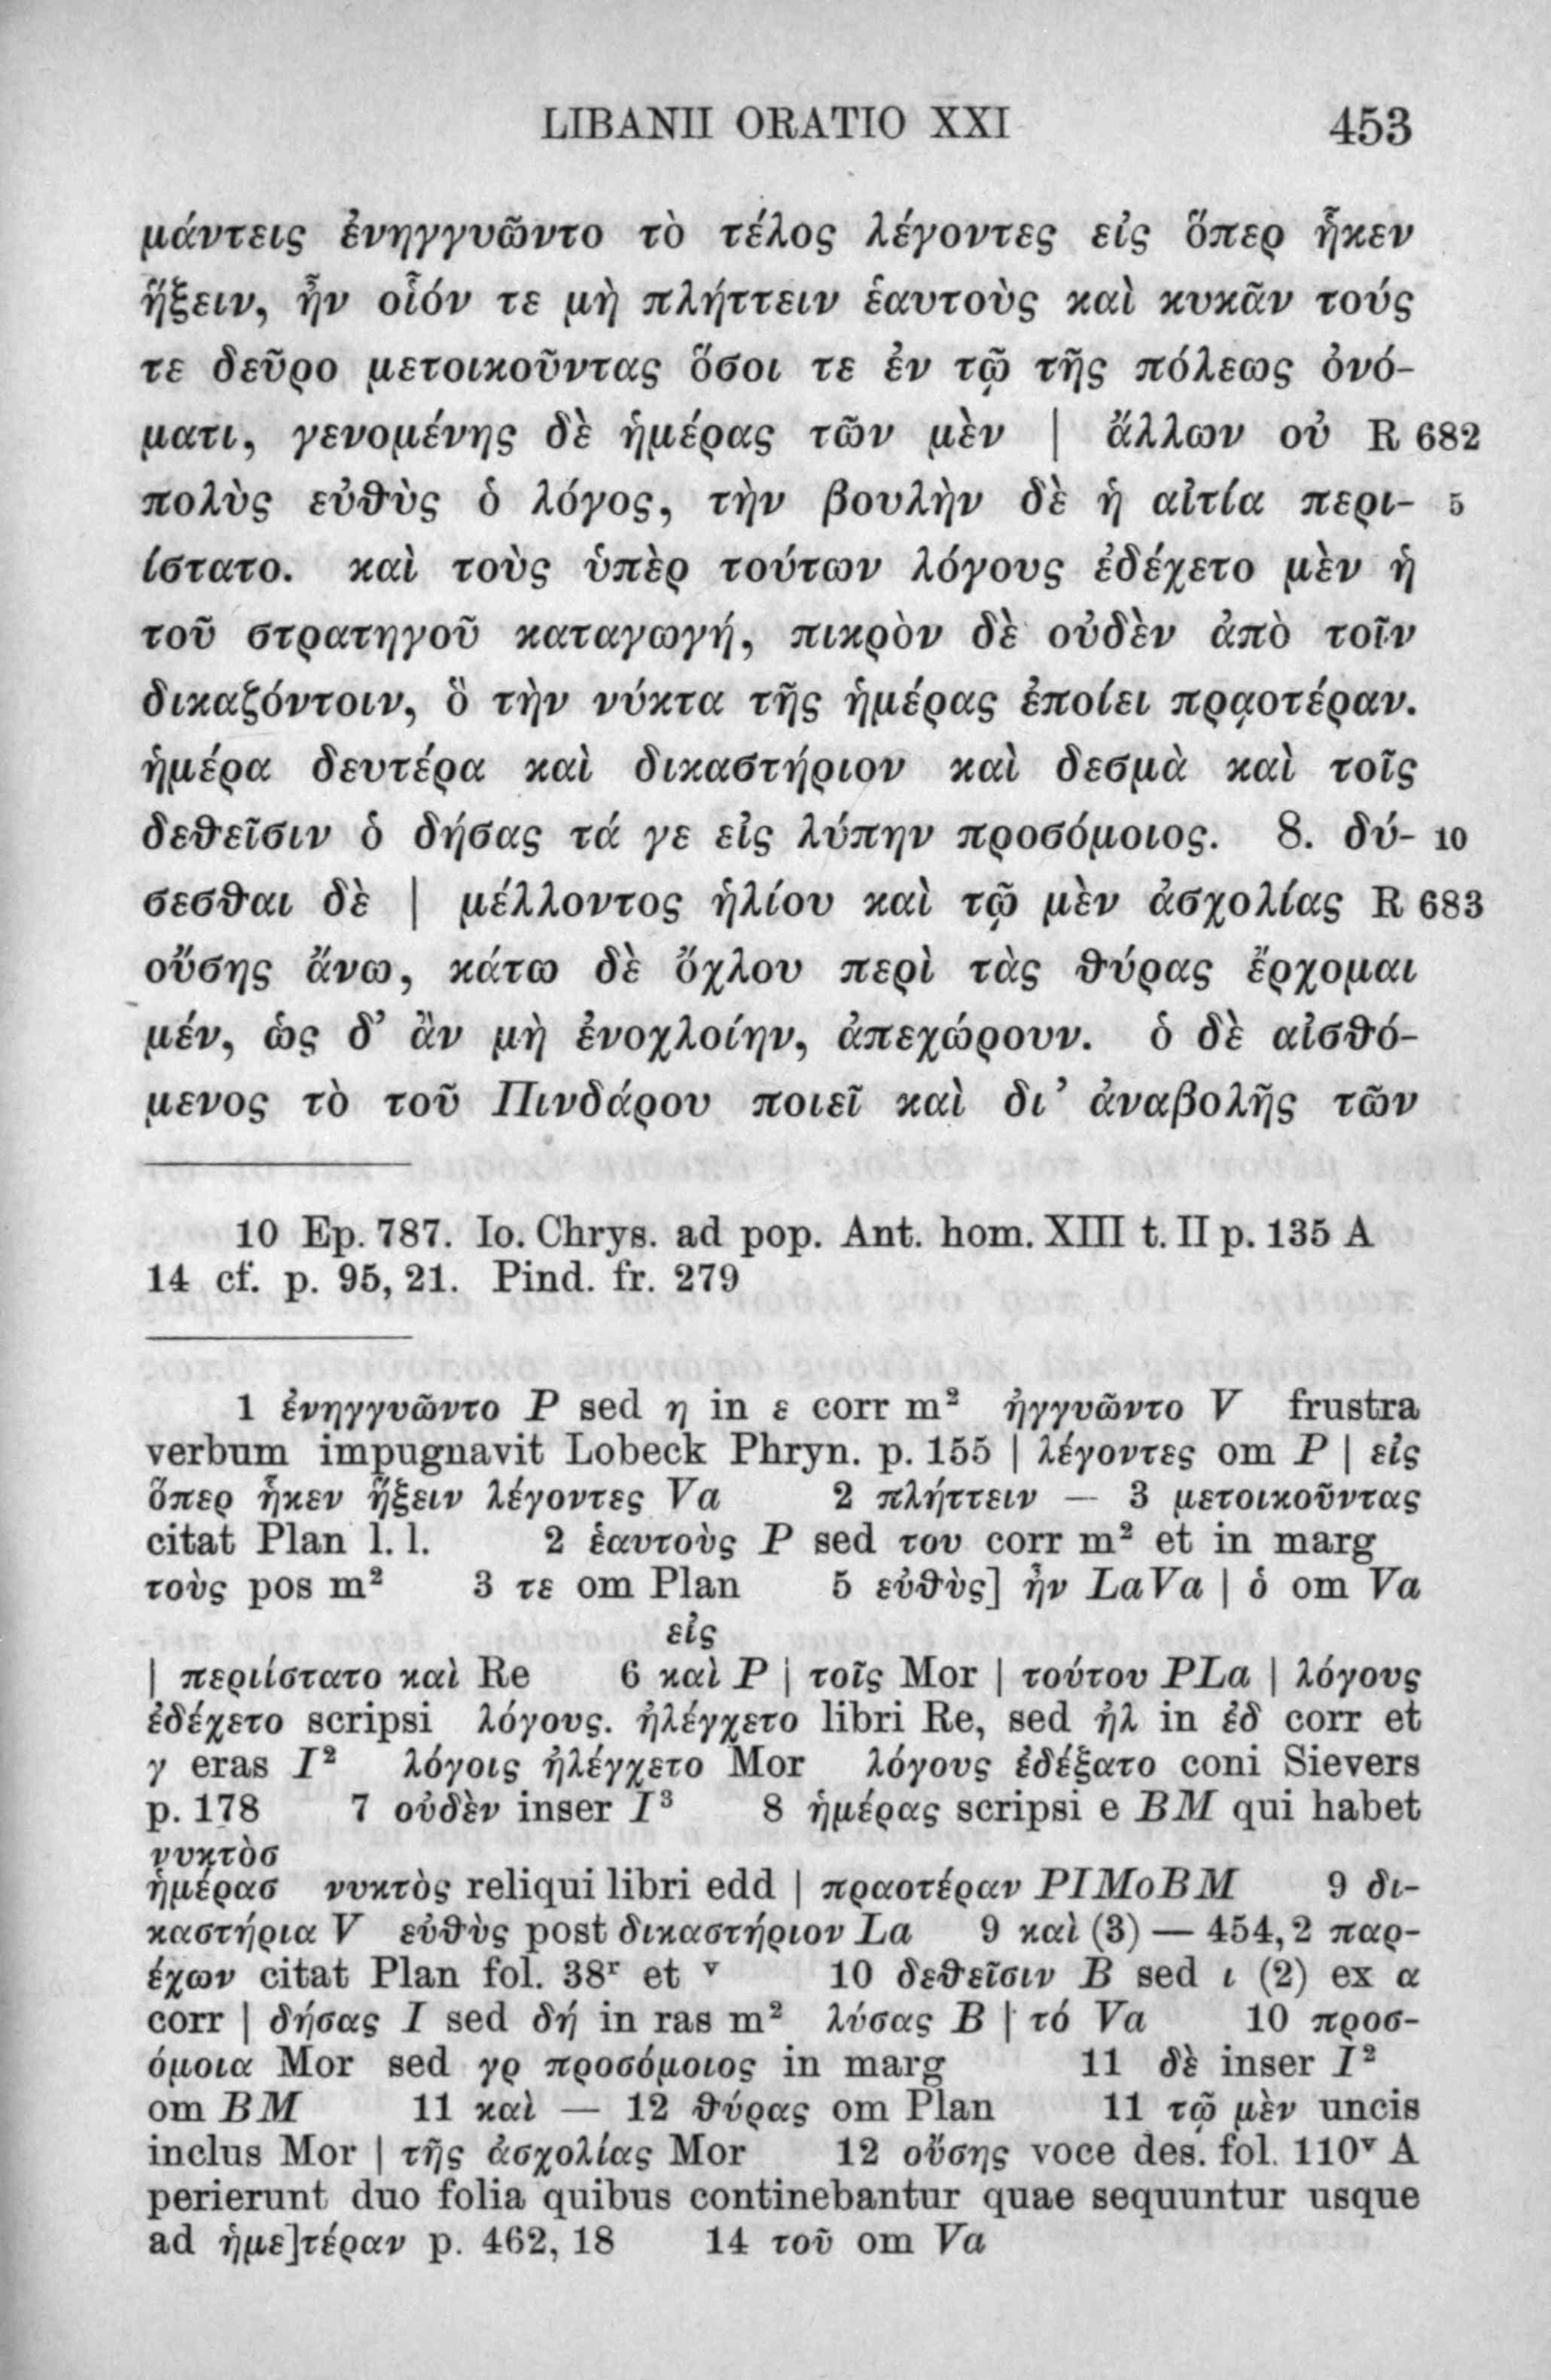 LIBANII ORATIO XXI 453
μάντεις ἐνηγγυῶντο τὸ τέλος λέγοντες εἰς ὅπερ ἧκεν
ἥξειν, ἦν οἷόν τε μὴ πλήττειν ἑαυτοὺς καὶ κυκᾶν τούς
τε δεῦρο μετοικοῦντας ὅσοι τε ἐν τῷ τῆς πόλεως ὀνό-
ματι, γενομένης δὲ ἡμέρας τῶν μὲν | ἄλλων οὐ R 682
πολὺς εὐθὺς ὁ λόγος, τὴν βουλὴν δὲ ἡ αἰτία περι- 5
ίστατο. καὶ τοὺς ὑπὲρ τούτων λόγους ἐδέχετο μὲν ἡ
τοῦ στρατηγοῦ καταγωγή, πικρὸν δὲ οὐδὲν ἀπὸ τοῖν
δικαζόντοιν, ὃ τὴν νύκτα τῆς ἡμέρας ἐποίει πρᾳοτέραν.
ἡμέρα δευτέρα καὶ δικαστήριον καὶ δεσμὰ καὶ τοῖς
δεθεῖσιν ὁ δήσας τά γε εἰς λύπην προσόμοιος. 8. δύ- 10
σεσθαι δὲ | μέλλοντος ἡλίου καὶ τῷ μὲν ἀσχολίας R 683
οὔσης ἄνω, κάτω δὲ ὄχλου περὶ τὰς θύρας ἔρχομαι
μέν, ὡς δ’ ἂν μὴ ἐνοχλοίην, ἀπεχώρουν. ὁ δὲ αἰσθό-
μενος τὸ τοῦ Πινδάρου ποιεῖ καὶ δι’ ἀναβολῆς τῶν
10 Ep. 787. Io. Chrys. ad pop. Ant. hom. XIII t. II p. 135 A
14 cf. p. 95, 21. Pind. fr. 279
1 ἐνηγγυῶντο P sed η in ε corr m² ἠγγυῶντο V frustra
verbum impugnavit Lobeck Phryn. p. 155 | λέγοντες om P | εἰς
ὅπερ ἧκεν ἥξειν λέγοντες Va 2 πλήττειν — 3 μετοικοῦντας
citat Plan l. l. 2 ἑαυτοὺς P sed του corr m² et in marg
τοὺς pos m² 3 τε om Plan 5 εὐθὺς] ἦν LaVa | ὁ om Va
εἰς
| περιίστατο καὶ Re 6 καὶ P | τοῖς Mor | τούτου PLa | λόγους
ἐδέχετο scripsi λόγους. ἠλέγχετο libri Re, sed ἠλ in ἐδ corr et
γ eras I² λόγοις ἠλέγχετο Mor λόγους ἐδέξατο coni Sievers
p. 178 7 οὐδὲν inser I³ 8 ἡμέρας scripsi e BM qui habet
νυκτὸσ
ἡμέρασ νυκτὸς reliqui libri edd | πραοτέραν PIMoBM 9 δι-
καστήρια V εὐθὺς post δικαστήριον La 9 καὶ (3) — 454, 2 παρ-
έχων citat Plan fol. 38ʳ et ᵛ 10 δεθεῖσιν B sed ι (2) ex α
corr | δήσας I sed δή in ras m² λύσας B | τό Va 10 προσ-
όμοια Mor sed γρ προσόμοιος in marg 11 δὲ inser I²
om BM 11 καὶ — 12 θύρας om Plan 11 τῷ μὲν uncis
inclus Mor | τῆς ἀσχολίας Mor 12 οὔσης voce des. fol. 110ᵛ A
perierunt duo folia quibus continebantur quae sequuntur usque
ad ἡμε]τέραν p. 462, 18 14 τοῦ om Va